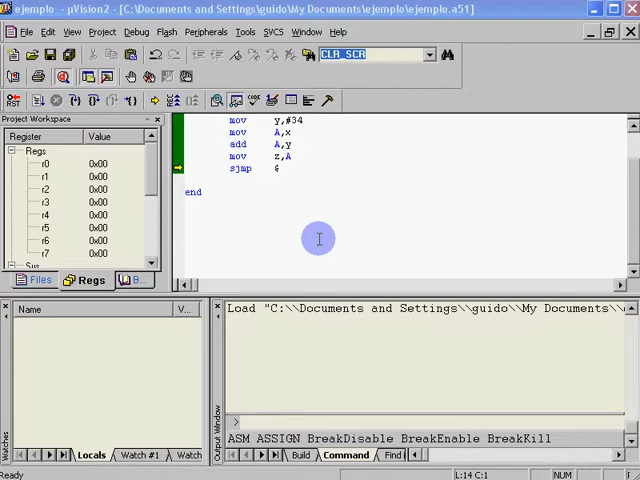 ejemplo - µVision2 - [C:\Documents and Settings\guido\My Documents\ejemplo\ejemplo.a51]
File Edit View Project Debug Flash Peripherals Tools SVCS Window Help
CLR_SCR
RST
Project Workspace
Register Value
Regs
r0 0x00
r1 0x00
r2 0x00
r3 0x00
r4 0x00
r5 0x00
r6 0x00
r7 0x00
Files Regs B...
mov y,#34
mov A,x
add A,y
mov z,A
sjmp $
end
Name V...
Locals Watch #1 Watch
Watches
Load "C:\\Documents and Settings\\guido\\My Documents\\
>
ASM ASSIGN BreakDisable BreakEnable BreakKill
Build Command Find i
Output Window
Ready L:14 C:1 NUM